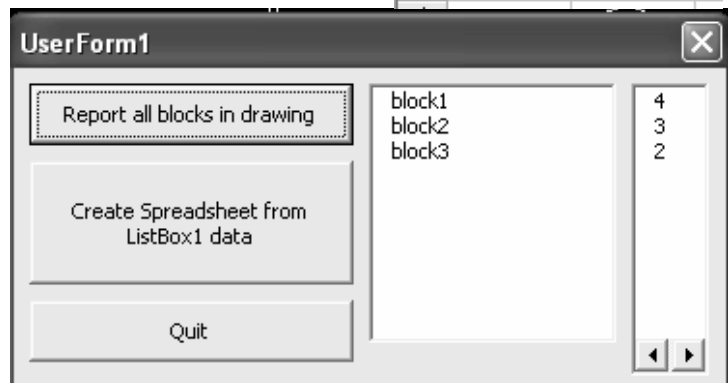 UserForm1
Report all blocks in drawing
Create Spreadsheet from
ListBox1 data
Quit
block1
block2
block3
4
3
2